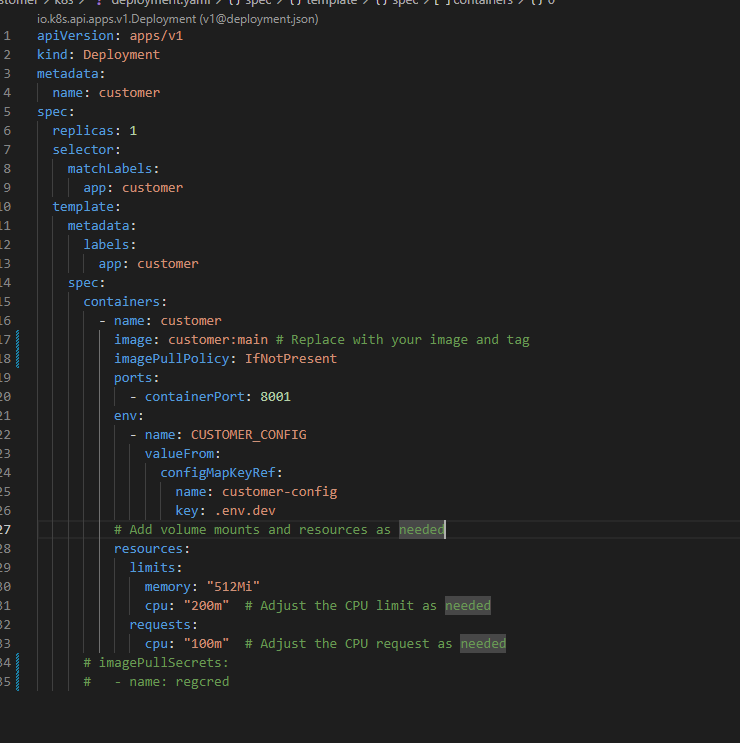 k8s > deployment.yaml > {} spec > {} template > {} spec > [ ] containers > {} 0
io.k8s.api.apps.v1.Deployment (v1@deployment.json)
1 apiVersion: apps/v1
2 kind: Deployment
3 metadata:
4   name: customer
5 spec:
6   replicas: 1
7   selector:
8     matchLabels:
9       app: customer
10   template:
11     metadata:
12       labels:
13         app: customer
14     spec:
15       containers:
16         - name: customer
17           image: customer:main # Replace with your image and tag
18           imagePullPolicy: IfNotPresent
19           ports:
20             - containerPort: 8001
21           env:
22             - name: CUSTOMER_CONFIG
23               valueFrom:
24                 configMapKeyRef:
25                   name: customer-config
26                   key: .env.dev
27           # Add volume mounts and resources as needed
28           resources:
29             limits:
30               memory: "512Mi"
31               cpu: "200m"  # Adjust the CPU limit as needed
32             requests:
33               cpu: "100m"  # Adjust the CPU request as needed
34       # imagePullSecrets:
35       #   - name: regcred